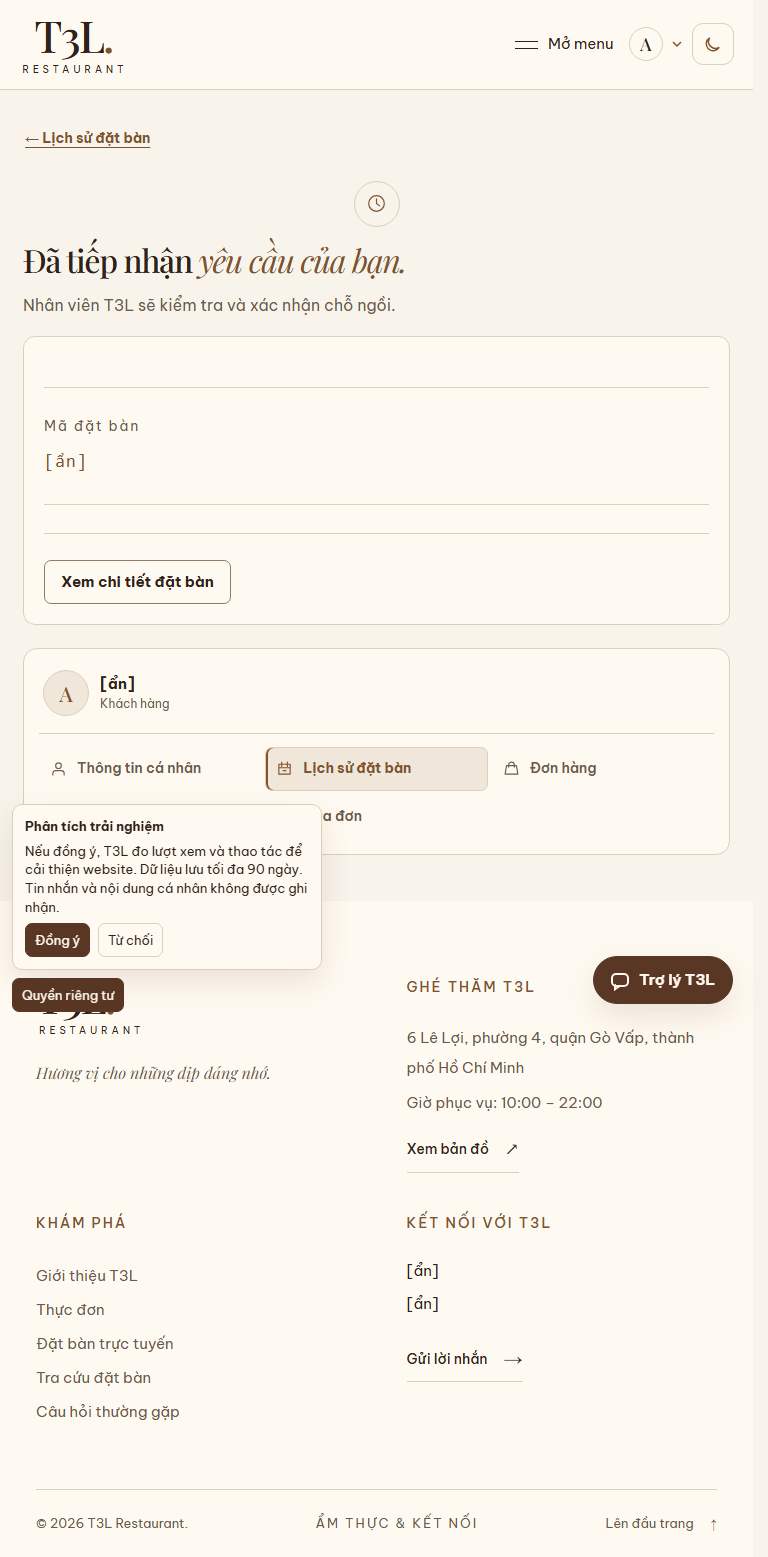 T3L.
RESTAURANT
Mở menu
A
← Lịch sử đặt bàn
Đã tiếp nhận yêu cầu của bạn.
Nhân viên T3L sẽ kiểm tra và xác nhận chỗ ngồi.
Mã đặt bàn
[ẩn]
Xem chi tiết đặt bàn
A
[ẩn]
Khách hàng
Thông tin cá nhân
Lịch sử đặt bàn
Đơn hàng
a đơn
Phân tích trải nghiệm
Nếu đồng ý, T3L đo lượt xem và thao tác để
cải thiện website. Dữ liệu lưu tối đa 90 ngày.
Tin nhắn và nội dung cá nhân không được ghi
nhận.
Đồng ý
Từ chối
Quyền riêng tư
RESTAURANT
Hương vị cho những dịp đáng nhớ.
GHÉ THĂM T3L
Trợ lý T3L
6 Lê Lợi, phường 4, quận Gò Vấp, thành
phố Hồ Chí Minh
Giờ phục vụ: 10:00 – 22:00
Xem bản đồ ↗
KHÁM PHÁ
Giới thiệu T3L
Thực đơn
Đặt bàn trực tuyến
Tra cứu đặt bàn
Câu hỏi thường gặp
KẾT NỐI VỚI T3L
[ẩn]
[ẩn]
Gửi lời nhắn →
© 2026 T3L Restaurant.
ẨM THỰC & KẾT NỐI
Lên đầu trang ↑